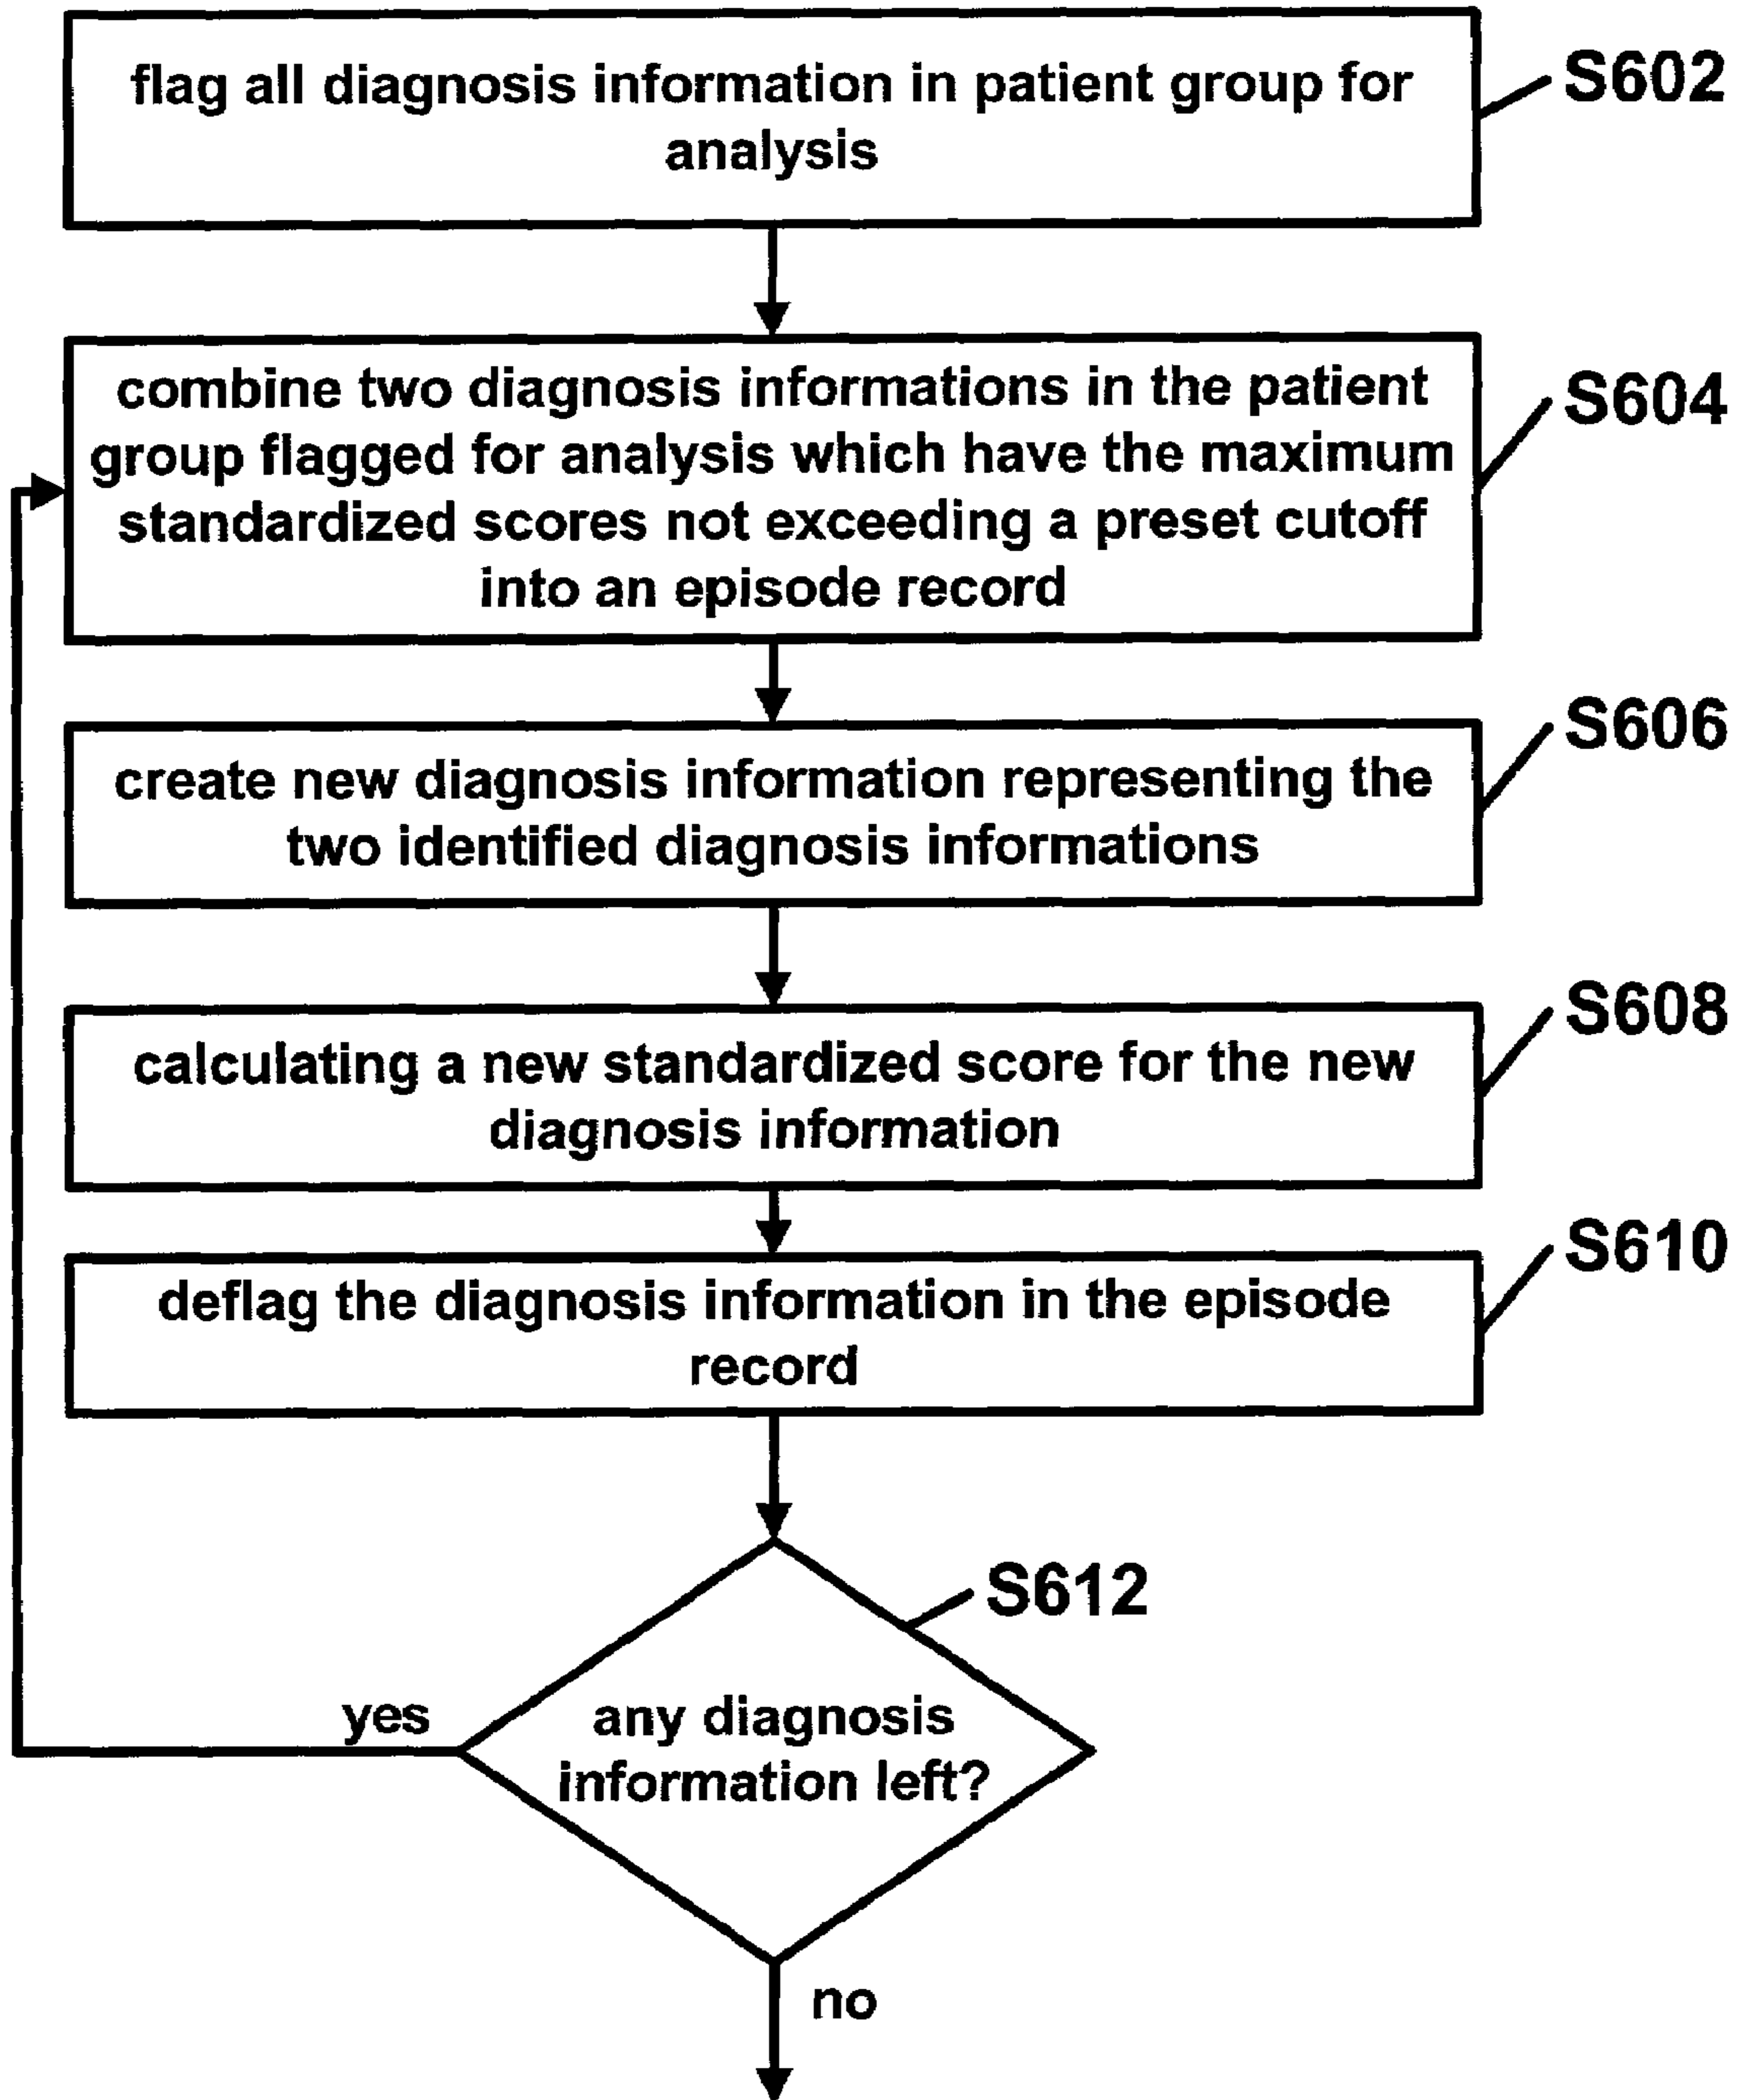 flag all diagnosis information in patient group for
analysis
S602
combine two diagnosis informations in the patient
group flagged for analysis which have the maximum
standardized scores not exceeding a preset cutoff
into an episode record
S604
create new diagnosis information representing the
two identified diagnosis informations
S606
calculating a new standardized score for the new
diagnosis information
S608
deflag the diagnosis information in the episode
record
S610
S612
any diagnosis
information left?
yes
no